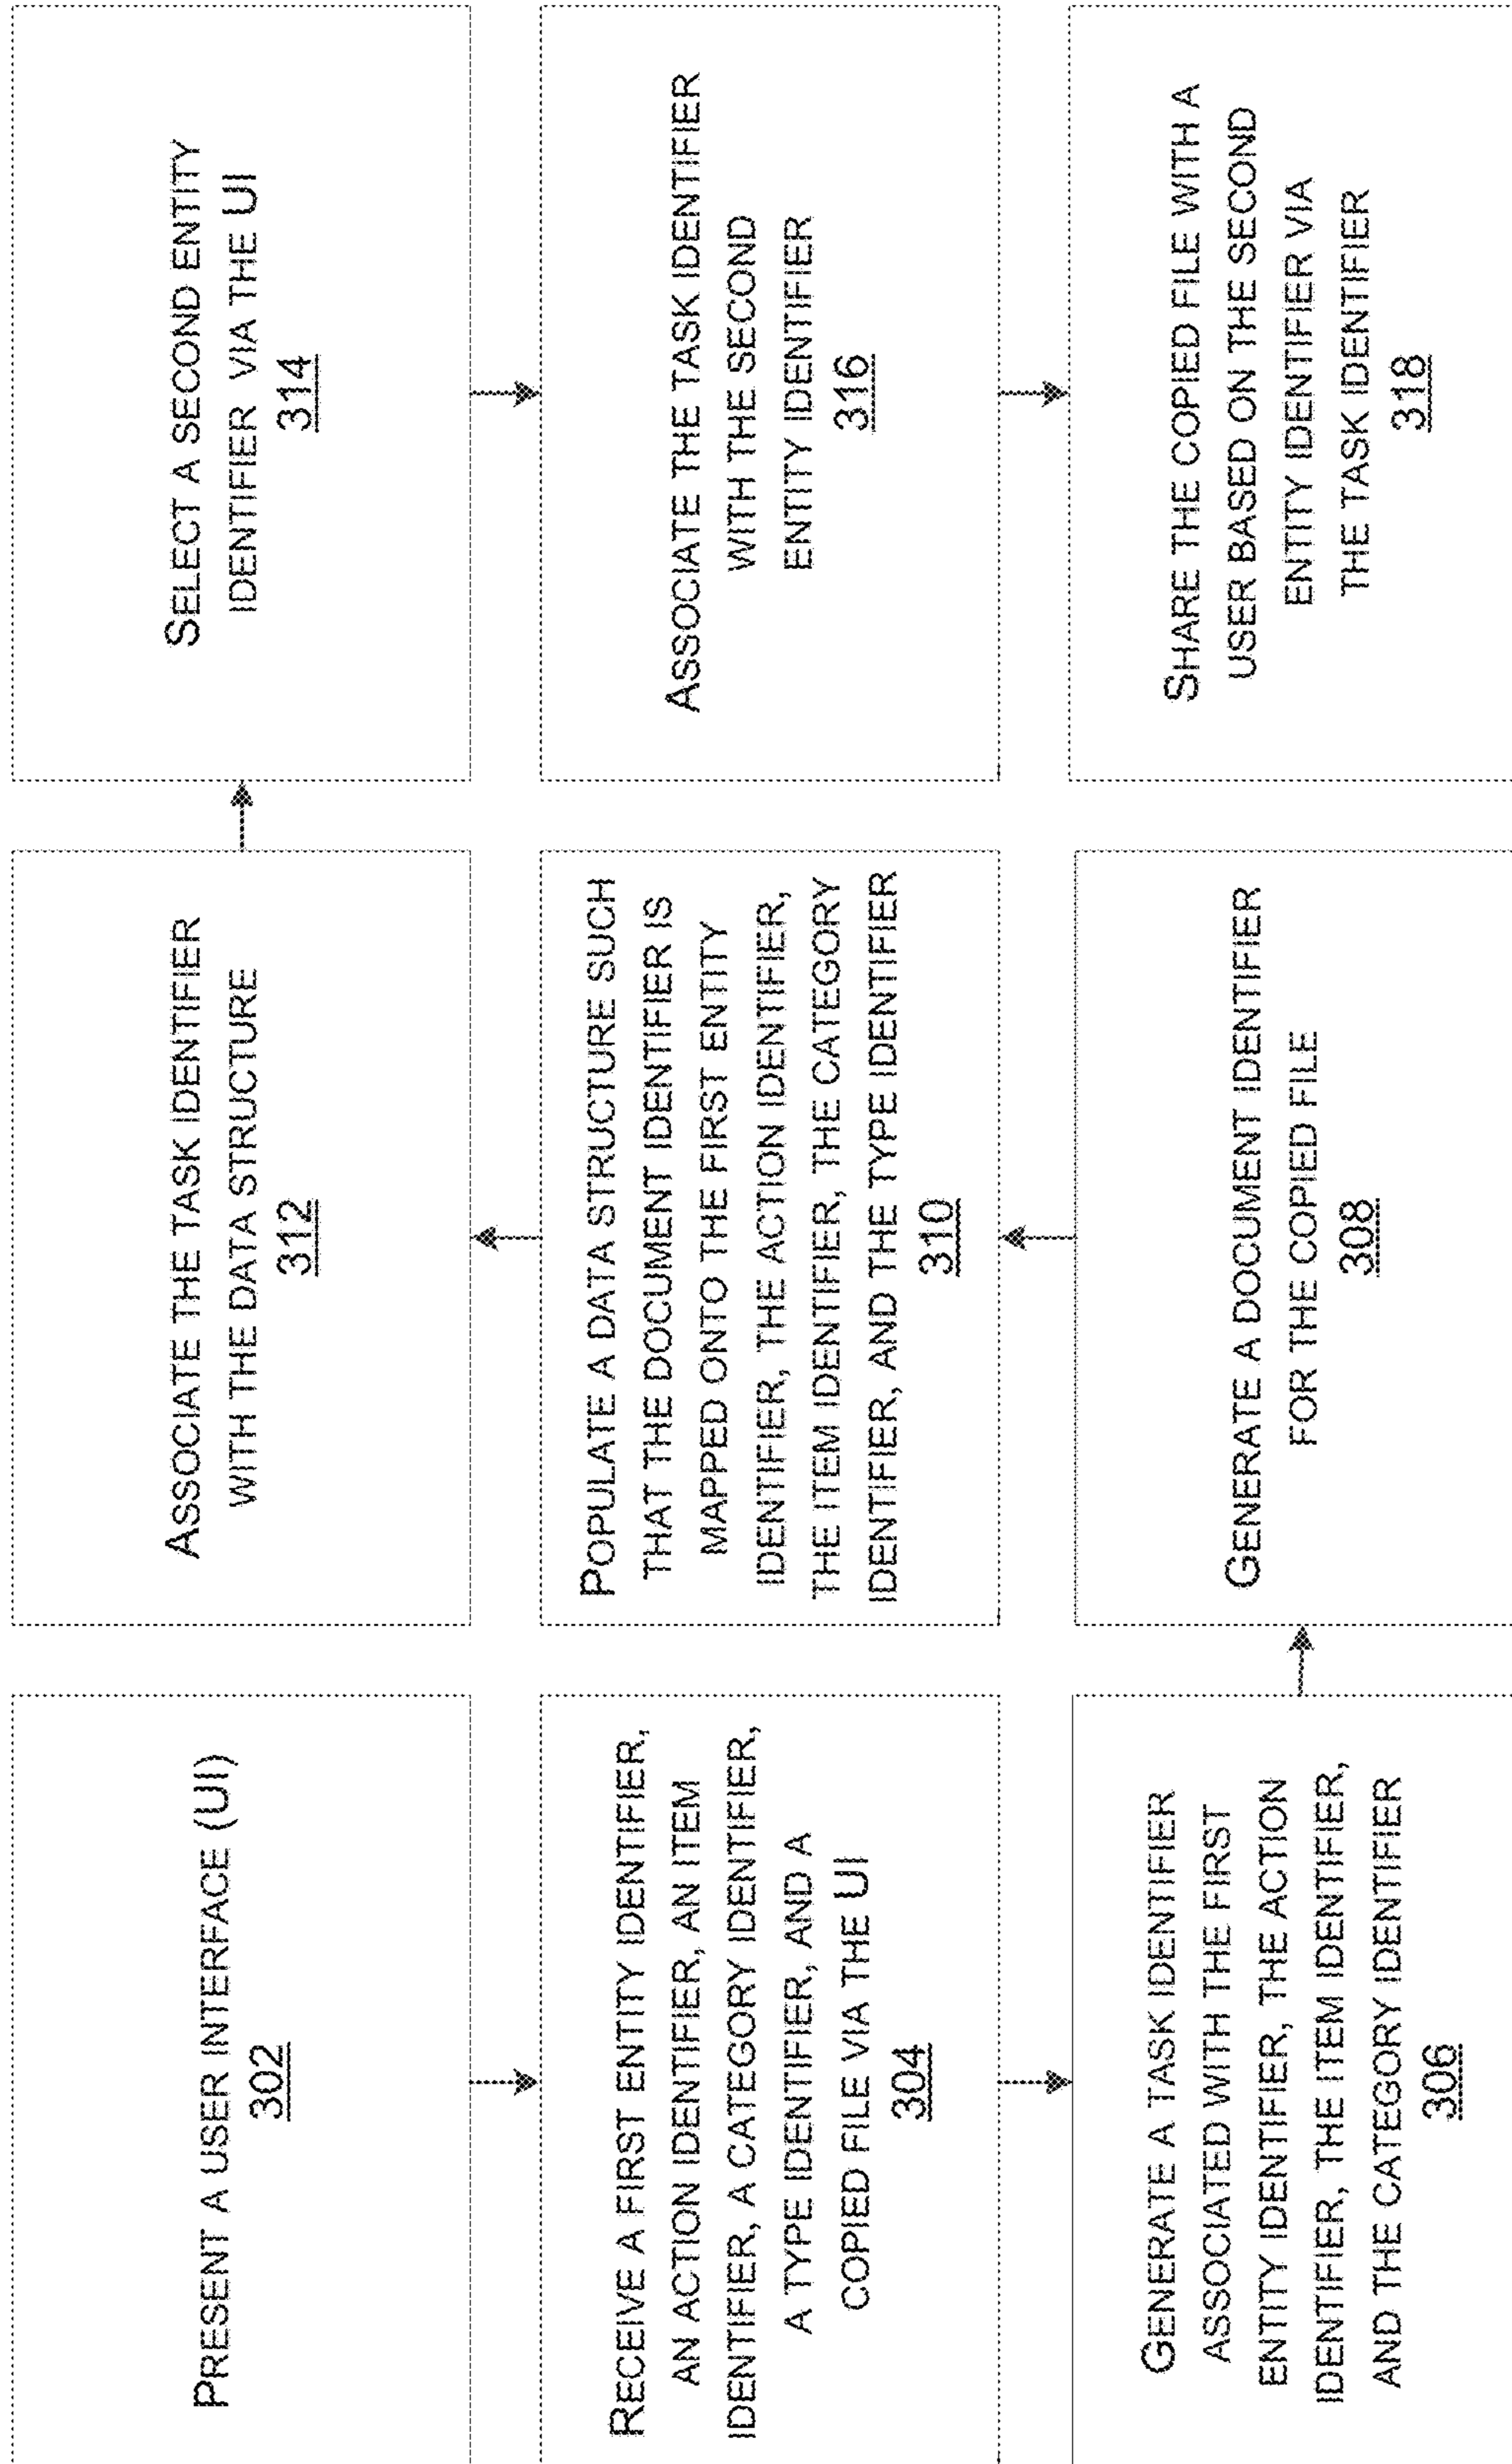 PRESENT A USER INTERFACE (UI)
302
RECEIVE A FIRST ENTITY IDENTIFIER,
AN ACTION IDENTIFIER, AN ITEM
IDENTIFIER, A CATEGORY IDENTIFIER,
A TYPE IDENTIFIER, AND A
COPIED FILE VIA THE UI
304
GENERATE A TASK IDENTIFIER
ASSOCIATED WITH THE FIRST
ENTITY IDENTIFIER, THE ACTION
IDENTIFIER, THE ITEM IDENTIFIER,
AND THE CATEGORY IDENTIFIER
306
GENERATE A DOCUMENT IDENTIFIER
FOR THE COPIED FILE
308
POPULATE A DATA STRUCTURE SUCH
THAT THE DOCUMENT IDENTIFIER IS
MAPPED ONTO THE FIRST ENTITY
IDENTIFIER, THE ACTION IDENTIFIER,
THE ITEM IDENTIFIER, THE CATEGORY
IDENTIFIER, AND THE TYPE IDENTIFIER
310
ASSOCIATE THE TASK IDENTIFIER
WITH THE DATA STRUCTURE
312
SELECT A SECOND ENTITY
IDENTIFIER VIA THE UI
314
ASSOCIATE THE TASK IDENTIFIER
WITH THE SECOND
ENTITY IDENTIFIER
316
SHARE THE COPIED FILE WITH A
USER BASED ON THE SECOND
ENTITY IDENTIFIER VIA
THE TASK IDENTIFIER
318